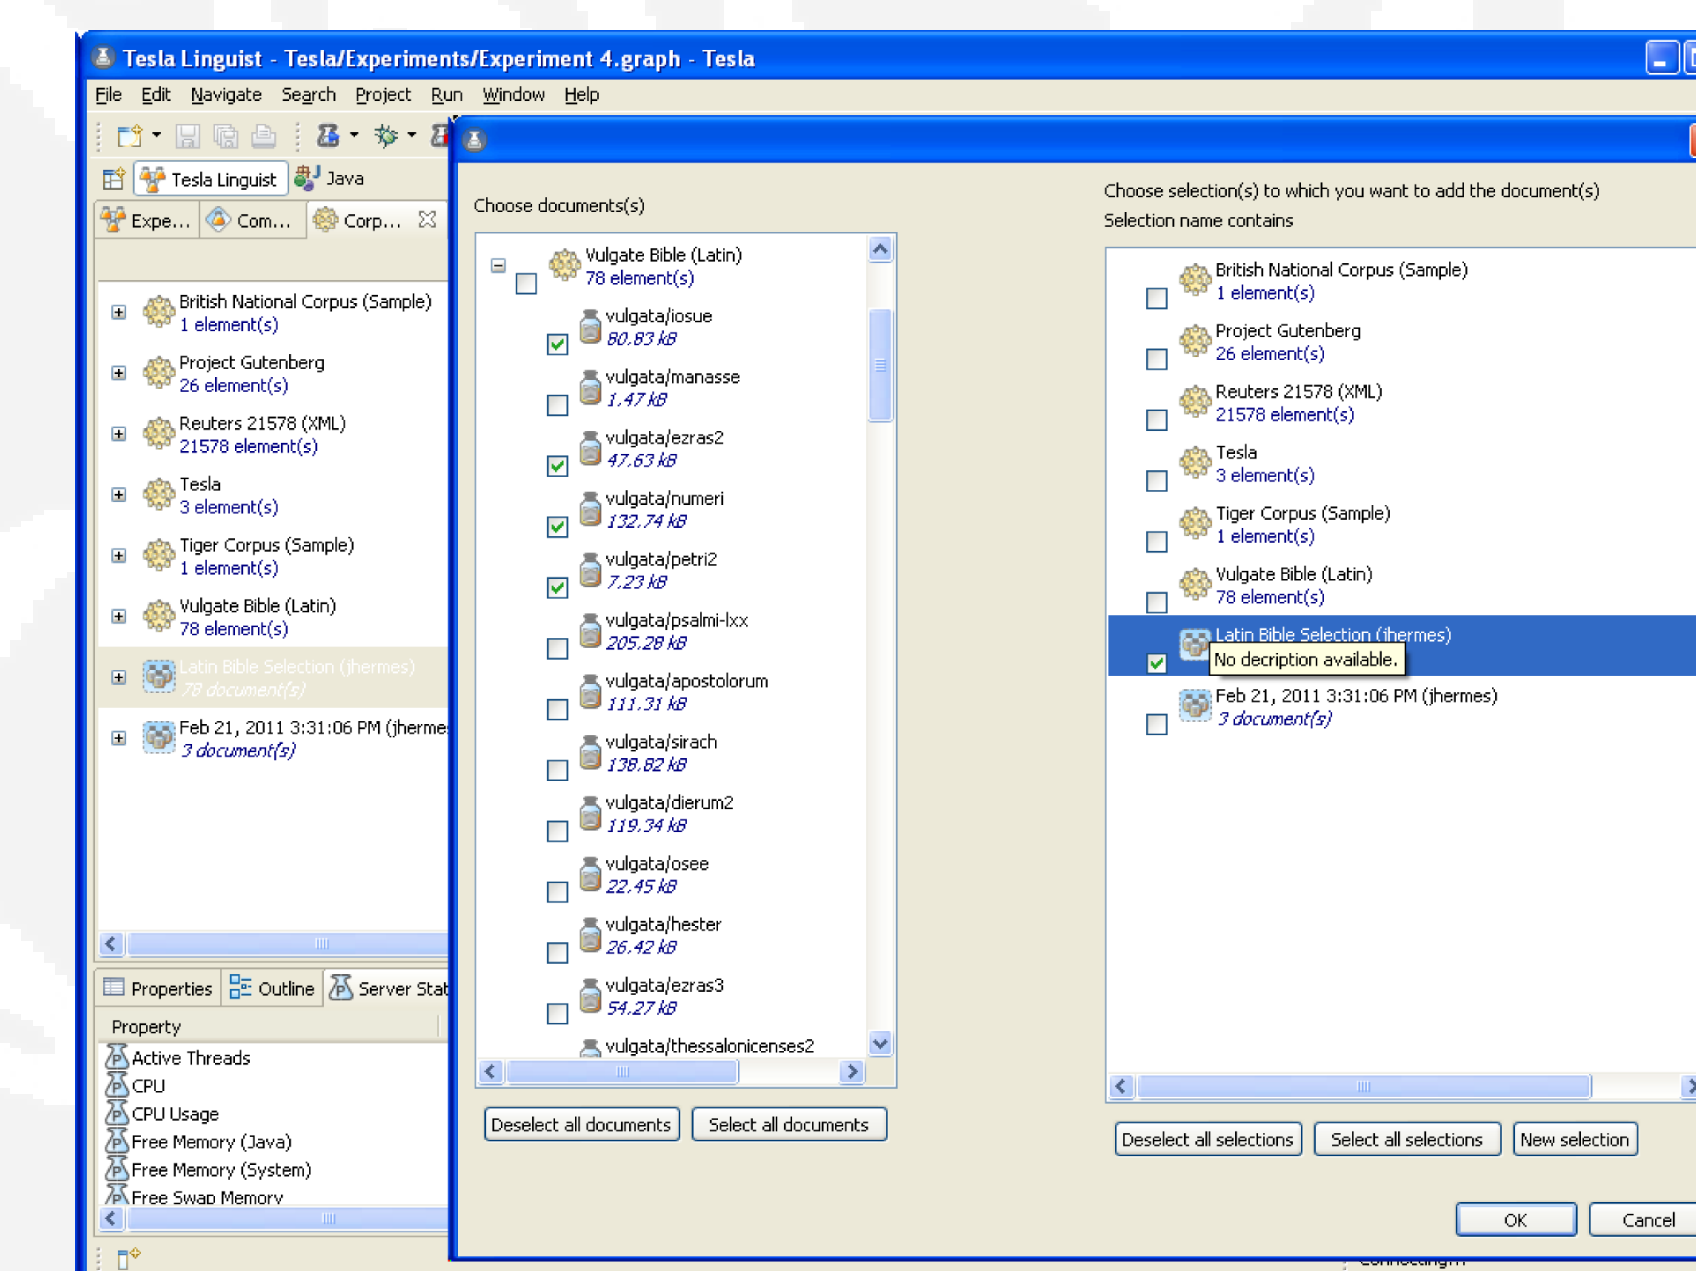 Tesla Linguist - Tesla/Experiments/Experiment 4.graph - Tesla
File Edit Navigate Search Project Run Window Help
Tesla Linguist Java
Expe... Com... Corp...
British National Corpus (Sample)
1 element(s)
Project Gutenberg
26 element(s)
Reuters 21578 (XML)
21578 element(s)
Tesla
3 element(s)
Tiger Corpus (Sample)
1 element(s)
Vulgate Bible (Latin)
78 element(s)
Latin Bible Selection (jhermes)
78 document(s)
Feb 21, 2011 3:31:06 PM (jherme
3 document(s)
Properties Outline Server Stat
Property
Active Threads
CPU
CPU Usage
Free Memory (Java)
Free Memory (System)
Free Swap Memory
Choose documents(s)
Vulgate Bible (Latin)
78 element(s)
vulgata/iosue
80,83 kB
vulgata/manasse
1,47 kB
vulgata/ezras2
47,63 kB
vulgata/numeri
132,74 kB
vulgata/petri2
7,23 kB
vulgata/psalmi-lxx
205,28 kB
vulgata/apostolorum
111,31 kB
vulgata/sirach
138,82 kB
vulgata/dierum2
119,34 kB
vulgata/osee
22,45 kB
vulgata/hester
26,42 kB
vulgata/ezras3
54,27 kB
vulgata/thessalonicenses2
Deselect all documents Select all documents
Choose selection(s) to which you want to add the document(s)
Selection name contains
British National Corpus (Sample)
1 element(s)
Project Gutenberg
26 element(s)
Reuters 21578 (XML)
21578 element(s)
Tesla
3 element(s)
Tiger Corpus (Sample)
1 element(s)
Vulgate Bible (Latin)
78 element(s)
Latin Bible Selection (jhermes)
No decription available.
Feb 21, 2011 3:31:06 PM (jhermes)
3 document(s)
Deselect all selections Select all selections New selection
OK Cancel